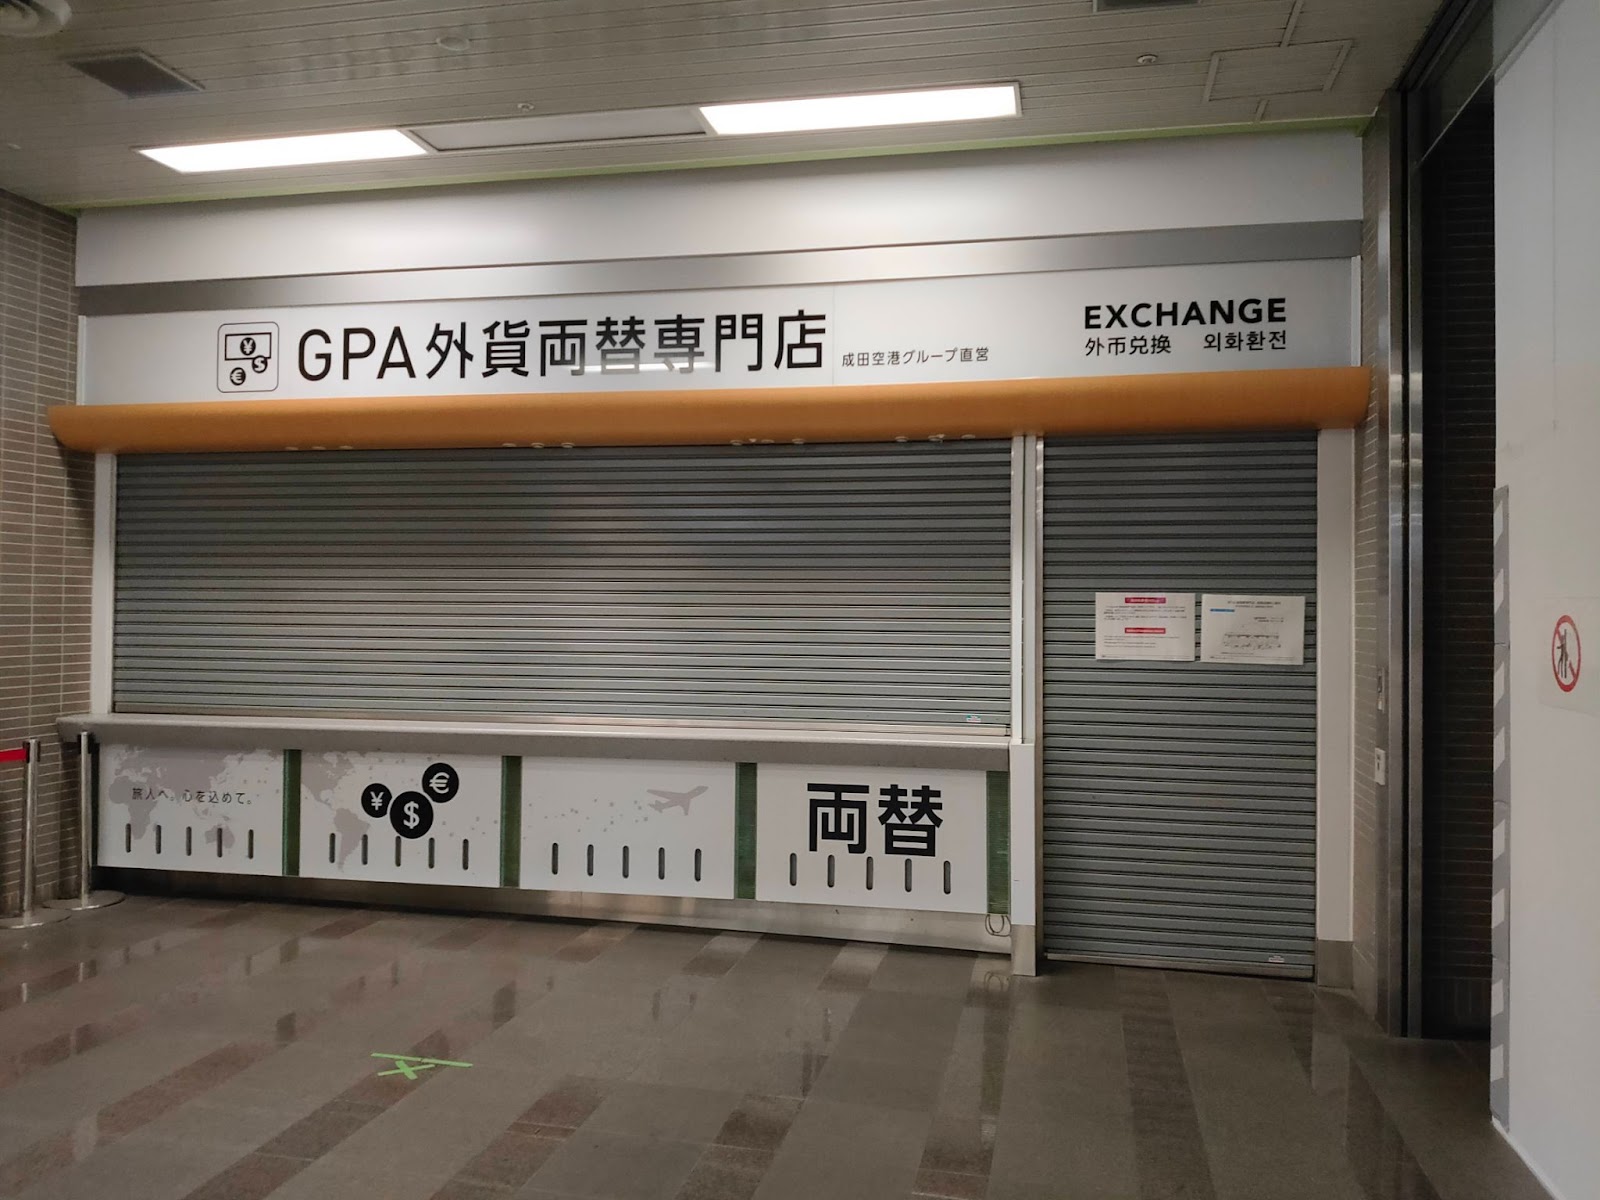 GPA外貨両替専門店
成田空港グループ直営
EXCHANGE
外币兑换 외화환전
旅人へ。心を込めて。
両替